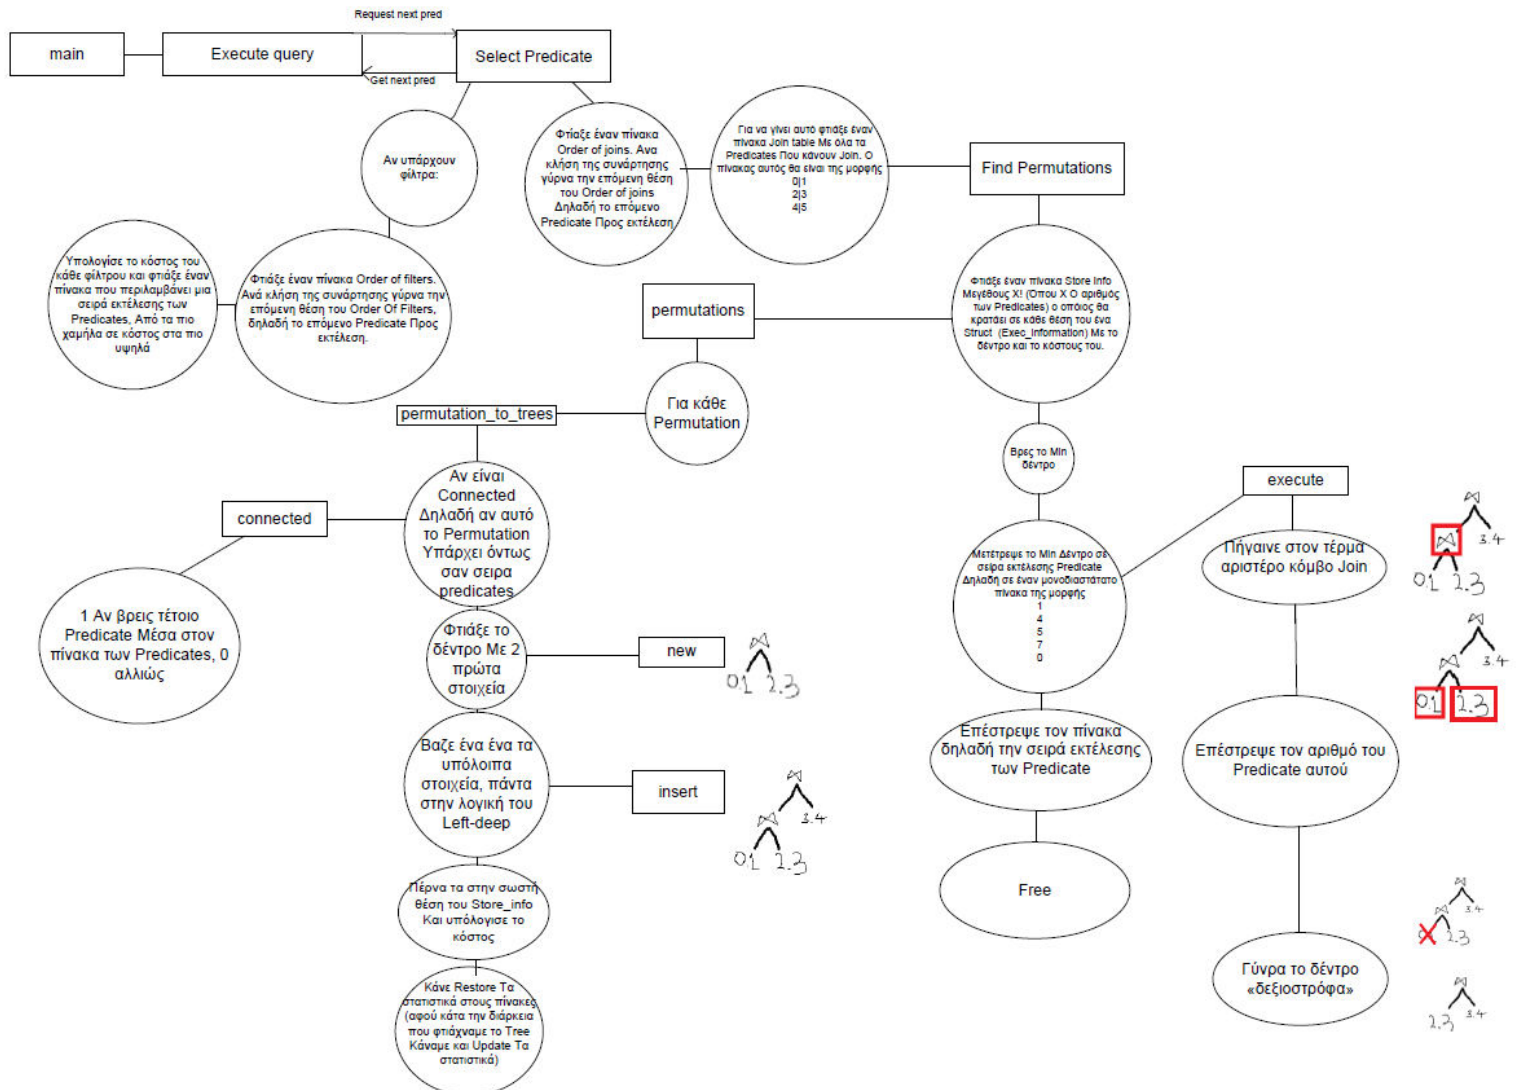 Request next pred
main
Execute query
Select Predicate
Get next pred
Αν υπάρχουν
φίλτρα:
Φτίαξε έναν πίνακα
Order of joins. Ανα
κλήση της συνάρτησης
γύρνα την επόμενη θέση
του Order of joins
Δηλαδή το επόμενο
Predicate Προς εκτέλεση
Για να γίνει αυτό φτιάξε έναν
πίνακα Join table Με όλα τα
Predicates Που κάνουν Join. Ο
πίνακας αυτός θα είναι της μορφής
0|1
2|3
4|5
Find Permutations
Υπολογίσε το κόστος του
κάθε φίλτρου και φτιάξε έναν
πίνακα που περιλαμβάνει μια
σειρά εκτέλεσης των
Predicates, Από τα πιο
χαμήλα σε κόστος στα πιο
υψηλά
Φτιάξε έναν πίνακα Order of filters.
Ανά κλήση της συνάρτησης γύρνα την
επόμενη θέση του Order Of Filters,
δηλαδή το επόμενο Predicate Προς
εκτέλεση.
Φτιάξε έναν πίνακα Store Info
Μεγέθους X! (Όπου X Ο αριθμός
των Predicates) ο οποίος θα
κρατάει σε κάθε θέση του ένα
Struct (Exec_information) Με το
δέντρο και το κόστους του.
permutations
Για κάθε
Permutation
permutation_to_trees
Βρες το Min
δέντρο
Αν είναι
Connected
Δηλαδή αν αυτό
το Permutation
Υπάρχει όντως
σαν σειρα
predicates
connected
1 Αν βρεις τέτοιο
Predicate Μέσα στον
πίνακα των Predicates, 0
αλλιώς
Φτιάξε το
δέντρο Με 2
πρώτα
στοιχεία
new
⋈
0.1 2.3
Βαζε ένα ένα τα
υπόλοιπα
στοιχεία, πάντα
στην λογική του
Left-deep
insert
⋈
⋈ 3.4
0.1 2.3
Πέρνα τα στην σωστή
θέση του Store_info
Και υπόλογισε το
κόστος
Κάνε Restore Τα
στατιστικά στους πίνακες
(αφού κάτα την διάρκεια
που φτιάχναμε το Tree
Κάναμε και Update Τα
στατιστικά)
Μετέτρεψε το Min Δέντρο σε
σείρα εκτέλεσης Predicate
Δηλαδή σε έναν μονοδιαστάτατο
πίνακα της μορφής
1
4
5
7
0
Επέστρεψε τον πίνακα
δηλαδή την σειρά εκτέλεσης
των Predicate
Free
execute
Πήγαινε στον τέρμα
αριστέρο κόμβο Join
⋈
⋈ 3.4
0.1 2.3
Επέστρεψε τον αριθμό του
Predicate αυτού
⋈
⋈ 3.4
0.1 2.3
Γύνρα το δέντρο
«δεξιοστρόφα»
⋈
⋈ 3.4
2.3
⋈
2.3 3.4